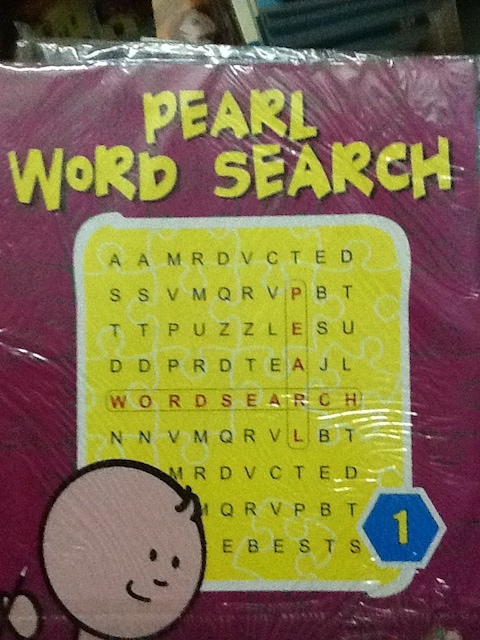 PEARL
WORD SEARCH
A A M R D V C T E D
S S V M Q R V P B T
T T P U Z Z L E S U
D D P R D T E A J L
W O R D S E A R C H
N N V M Q R V L B T
M R D V C T E D
M Q R V P B T
E B E S T S
1